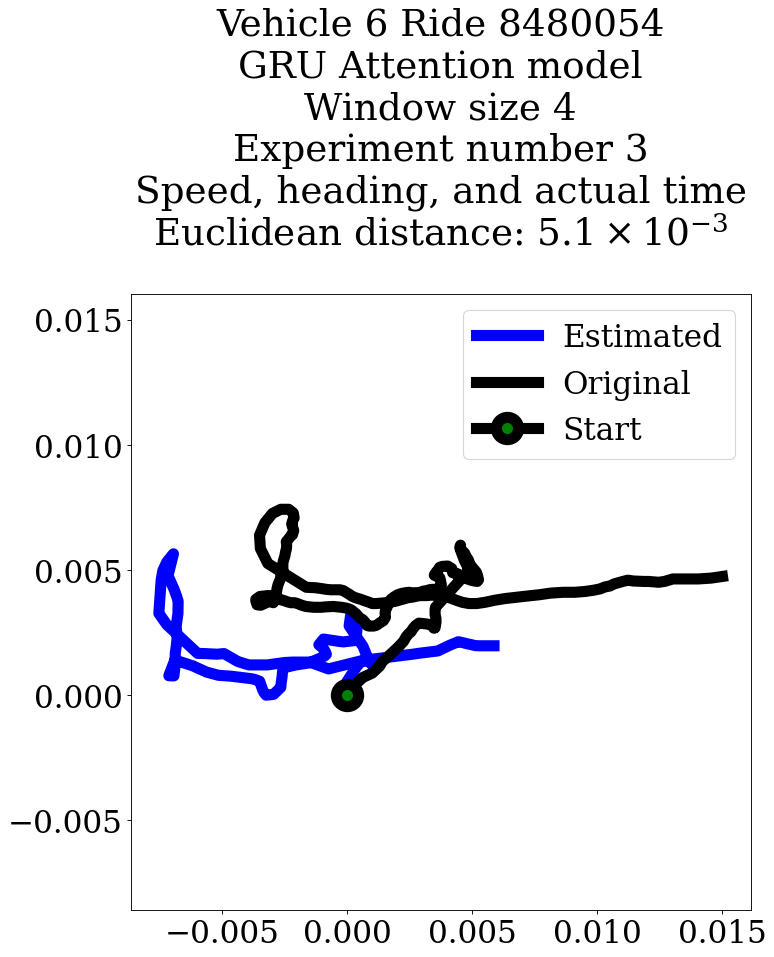 Vehicle 6 Ride 8480054
GRU Attention model
Window size 4
Experiment number 3
Speed, heading, and actual time
Euclidean distance: 5.1 × 10⁻³
Estimated
Original
Start
0.015
0.010
0.005
0.000
−0.005
−0.005 0.000 0.005 0.010 0.015